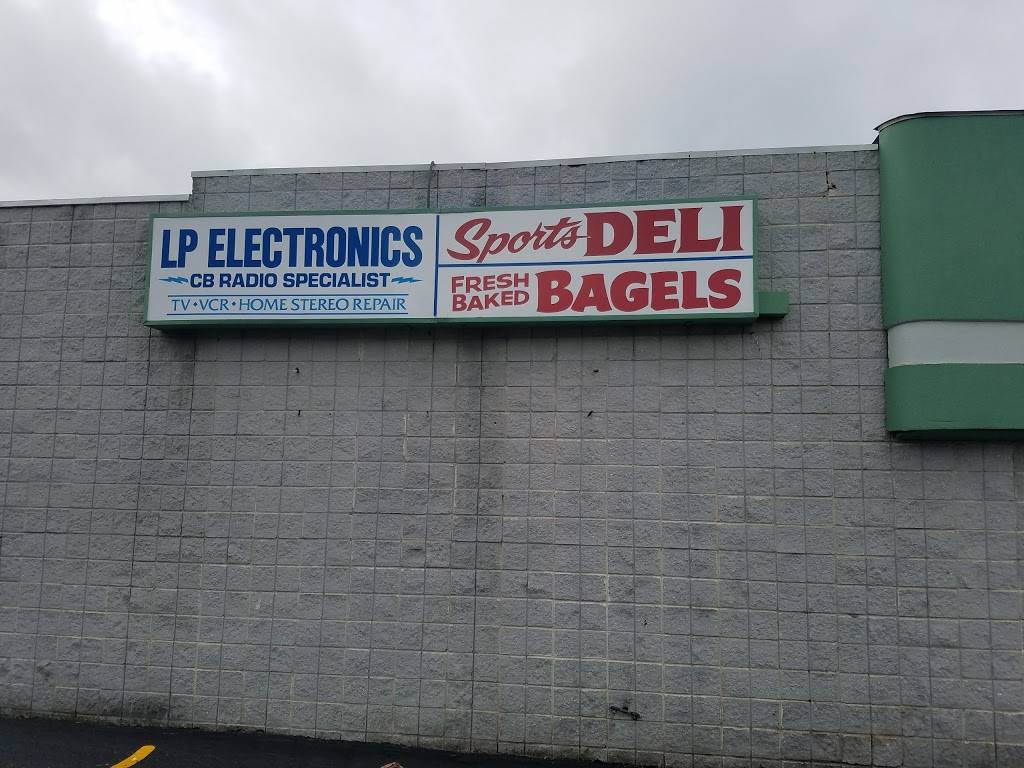 LP ELECTRONICS
CB RADIO SPECIALIST
TV • VCR • HOME STEREO REPAIR
Sports DELI
FRESH BAKED BAGELS